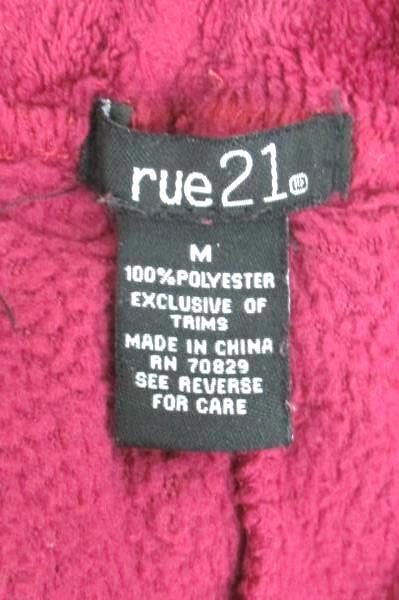 rue21®
M
100%POLYESTER
EXCLUSIVE OF
TRIMS
MADE IN CHINA
RN 70829
SEE REVERSE
FOR CARE